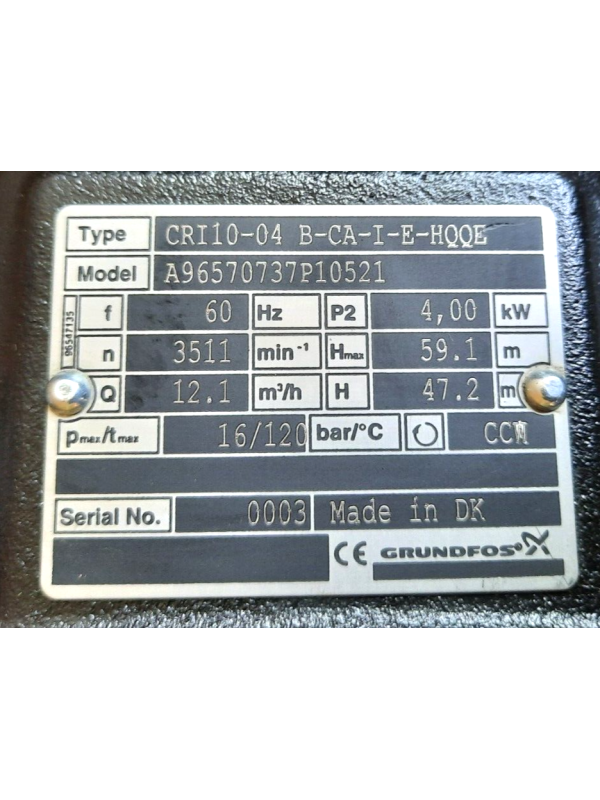 Type CRI10-04 B-CA-I-E-HQQE
Model A96570737P10521
96547135
f 60 Hz P2 4,00 kW
n 3511 min⁻¹ Hmax 59.1 m
Q 12.1 m³/h H 47.2 m
pmax/tmax 16/120 bar/°C CCW
Serial No. 0003 Made in DK
CE GRUNDFOS